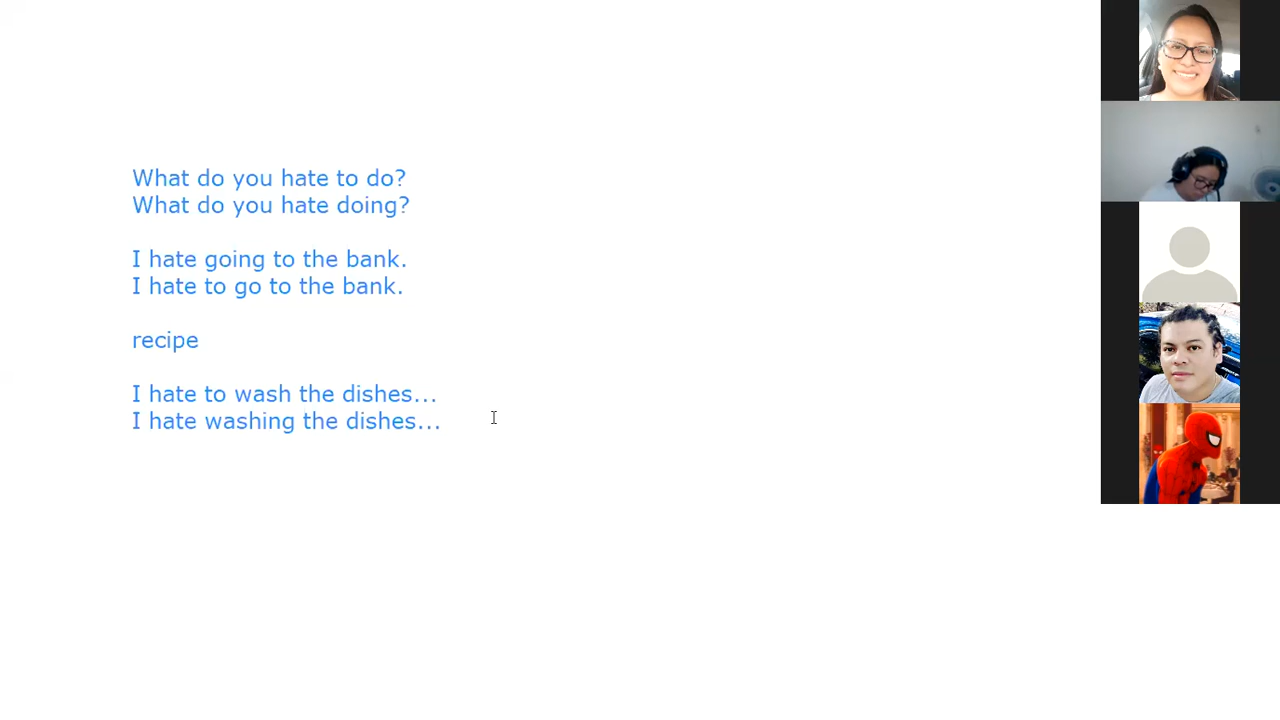 What do you hate to do?
What do you hate doing?
I hate going to the bank.
I hate to go to the bank.
recipe
I hate to wash the dishes...
I hate washing the dishes...